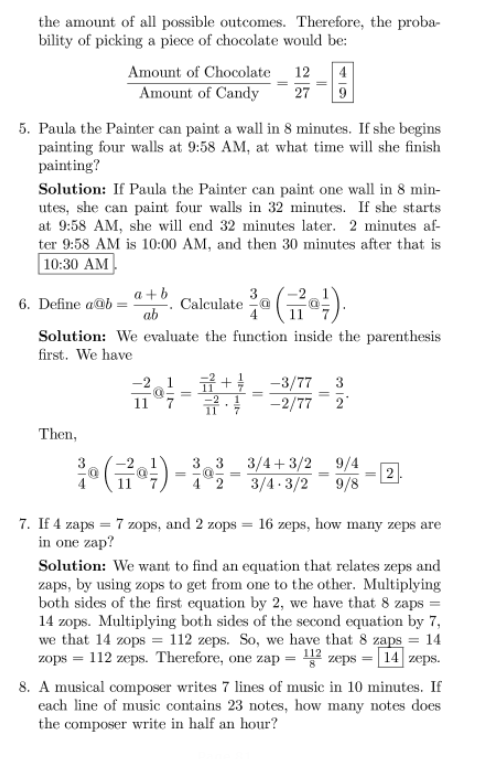 the amount of all possible outcomes. Therefore, the proba-
bility of picking a piece of chocolate would be:
Amount of Chocolate / Amount of Candy = 12/27 = 4/9
5. Paula the Painter can paint a wall in 8 minutes. If she begins
painting four walls at 9:58 AM, at what time will she finish
painting?
Solution: If Paula the Painter can paint one wall in 8 min-
utes, she can paint four walls in 32 minutes. If she starts
at 9:58 AM, she will end 32 minutes later. 2 minutes af-
ter 9:58 AM is 10:00 AM, and then 30 minutes after that is
10:30 AM.
6. Define a@b = (a + b)/(ab). Calculate 3/4 @ (−2/11 @ 1/7).
Solution: We evaluate the function inside the parenthesis
first. We have
−2/11 @ 1/7 = (−2/11 + 1/7)/(−2/11 · 1/7) = (−3/77)/(−2/77) = 3/2.
Then,
3/4 @ (−2/11 @ 1/7) = 3/4 @ 3/2 = (3/4 + 3/2)/(3/4 · 3/2) = (9/4)/(9/8) = 2.
7. If 4 zaps = 7 zops, and 2 zops = 16 zeps, how many zeps are
in one zap?
Solution: We want to find an equation that relates zeps and
zaps, by using zops to get from one to the other. Multiplying
both sides of the first equation by 2, we have that 8 zaps =
14 zops. Multiplying both sides of the second equation by 7,
we that 14 zops = 112 zeps. So, we have that 8 zaps = 14
zops = 112 zeps. Therefore, one zap = 112/8 zeps = 14 zeps.
8. A musical composer writes 7 lines of music in 10 minutes. If
each line of music contains 23 notes, how many notes does
the composer write in half an hour?